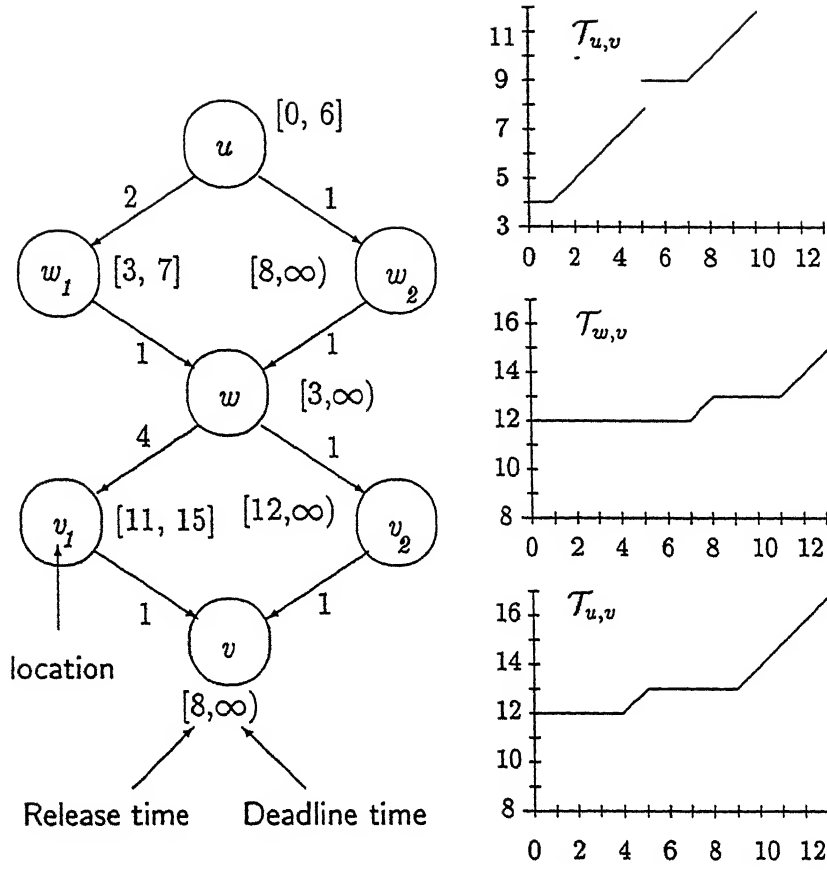 u
[0, 6]
2
1
w1
[3, 7]
[8,∞)
w2
1
1
w
[3,∞)
4
1
v1
[11, 15]
[12,∞)
v2
1
1
v
location
[8,∞)
Release time
Deadline time
𝒯u,v
11
9
7
5
3
0 2 4 6 8 10 12
𝒯w,v
16
14
12
10
8
0 2 4 6 8 10 12
𝒯u,v
16
14
12
10
8
0 2 4 6 8 10 12